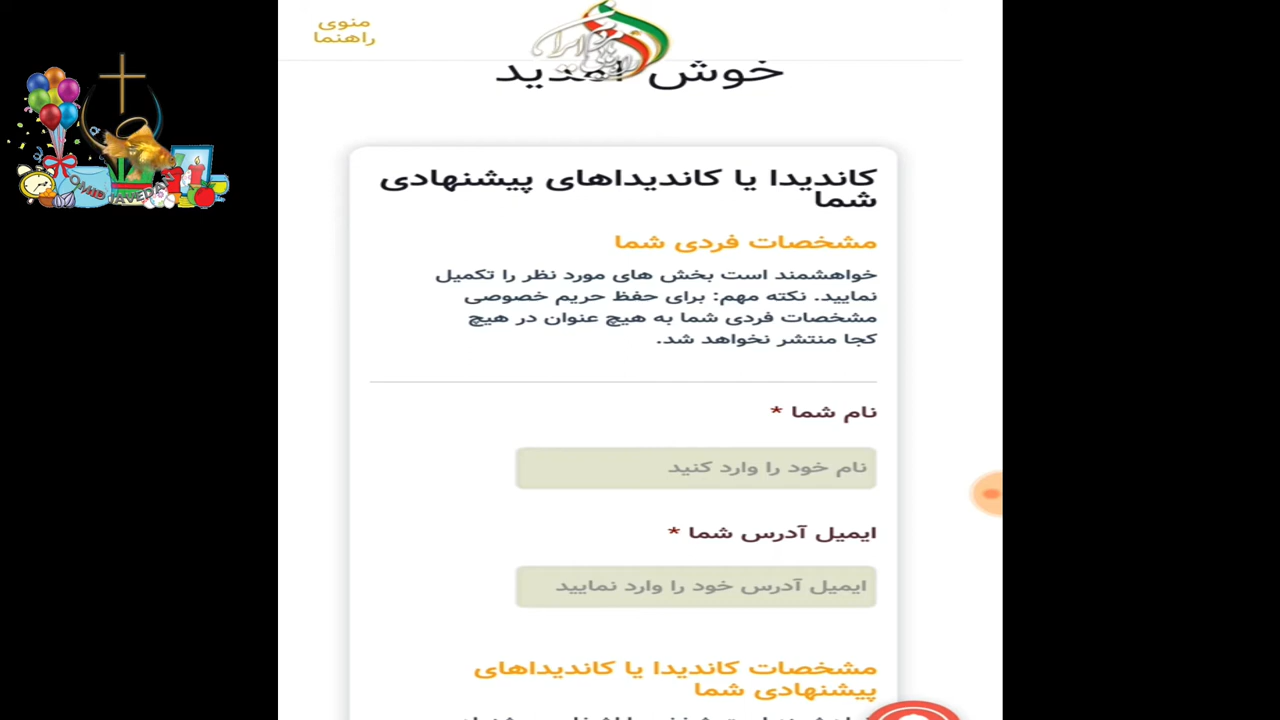 منوی
راهنما
خوش آمدید
کاندیدا یا کاندیداهای پیشنهادی
شما
مشخصات فردی شما
خواهشمند است بخش های مورد نظر را تکمیل
نمایید. نکته مهم: برای حفظ حریم خصوصی
مشخصات فردی شما به هیچ عنوان در هیچ
کجا منتشر نخواهد شد.
نام شما *
نام خود را وارد کنید
ایمیل آدرس شما *
ایمیل آدرس خود را وارد نمایید
مشخصات کاندیدا یا کاندیداهای
پیشنهادی شما
OMID JAVEDAN